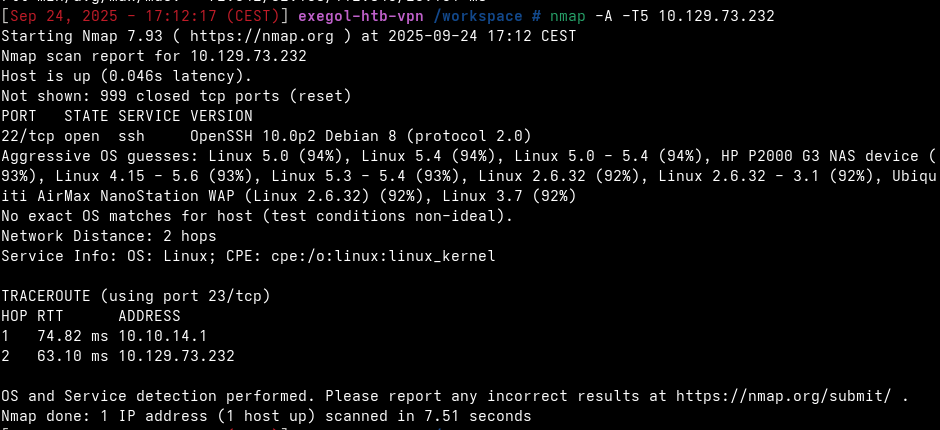 [Sep 24, 2025 - 17:12:17 (CEST)] exegol-htb-vpn /workspace # nmap -A -T5 10.129.73.232
Starting Nmap 7.93 ( https://nmap.org ) at 2025-09-24 17:12 CEST
Nmap scan report for 10.129.73.232
Host is up (0.046s latency).
Not shown: 999 closed tcp ports (reset)
PORT   STATE SERVICE VERSION
22/tcp open  ssh     OpenSSH 10.0p2 Debian 8 (protocol 2.0)
Aggressive OS guesses: Linux 5.0 (94%), Linux 5.4 (94%), Linux 5.0 - 5.4 (94%), HP P2000 G3 NAS device (
93%), Linux 4.15 - 5.6 (93%), Linux 5.3 - 5.4 (93%), Linux 2.6.32 (92%), Linux 2.6.32 - 3.1 (92%), Ubiqu
iti AirMax NanoStation WAP (Linux 2.6.32) (92%), Linux 3.7 (92%)
No exact OS matches for host (test conditions non-ideal).
Network Distance: 2 hops
Service Info: OS: Linux; CPE: cpe:/o:linux:linux_kernel
TRACEROUTE (using port 23/tcp)
HOP RTT      ADDRESS
1   74.82 ms 10.10.14.1
2   63.10 ms 10.129.73.232
OS and Service detection performed. Please report any incorrect results at https://nmap.org/submit/ .
Nmap done: 1 IP address (1 host up) scanned in 7.51 seconds